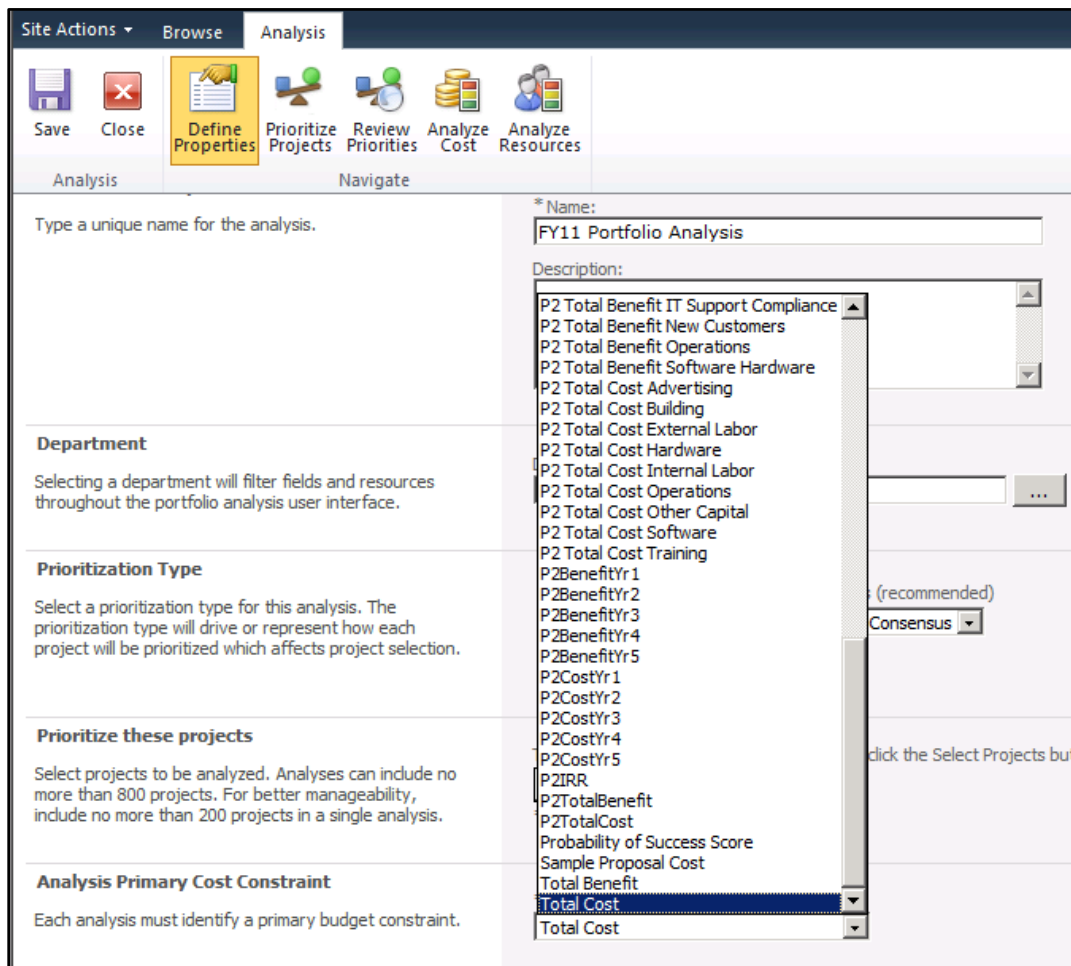 Site Actions
Browse
Analysis
Save
Close
Define Properties
Prioritize Projects
Review Priorities
Analyze Cost
Analyze Resources
Analysis
Navigate
Type a unique name for the analysis.
* Name:
FY11 Portfolio Analysis
Description:
P2 Total Benefit IT Support Compliance
P2 Total Benefit New Customers
P2 Total Benefit Operations
P2 Total Benefit Software Hardware
P2 Total Cost Advertising
P2 Total Cost Building
P2 Total Cost External Labor
P2 Total Cost Hardware
P2 Total Cost Internal Labor
P2 Total Cost Operations
P2 Total Cost Other Capital
P2 Total Cost Software
P2 Total Cost Training
P2BenefitYr1
P2BenefitYr2
P2BenefitYr3
P2BenefitYr4
P2BenefitYr5
P2CostYr1
P2CostYr2
P2CostYr3
P2CostYr4
P2CostYr5
P2IRR
P2TotalBenefit
P2TotalCost
Probability of Success Score
Sample Proposal Cost
Total Benefit
Total Cost
Total Cost
Department
Selecting a department will filter fields and resources
throughout the portfolio analysis user interface.
...
Prioritization Type
Select a prioritization type for this analysis. The
prioritization type will drive or represent how each
project will be prioritized which affects project selection.
(recommended)
Consensus
Prioritize these projects
Select projects to be analyzed. Analyses can include no
more than 800 projects. For better manageability,
include no more than 200 projects in a single analysis.
click the Select Projects but
Analysis Primary Cost Constraint
Each analysis must identify a primary budget constraint.